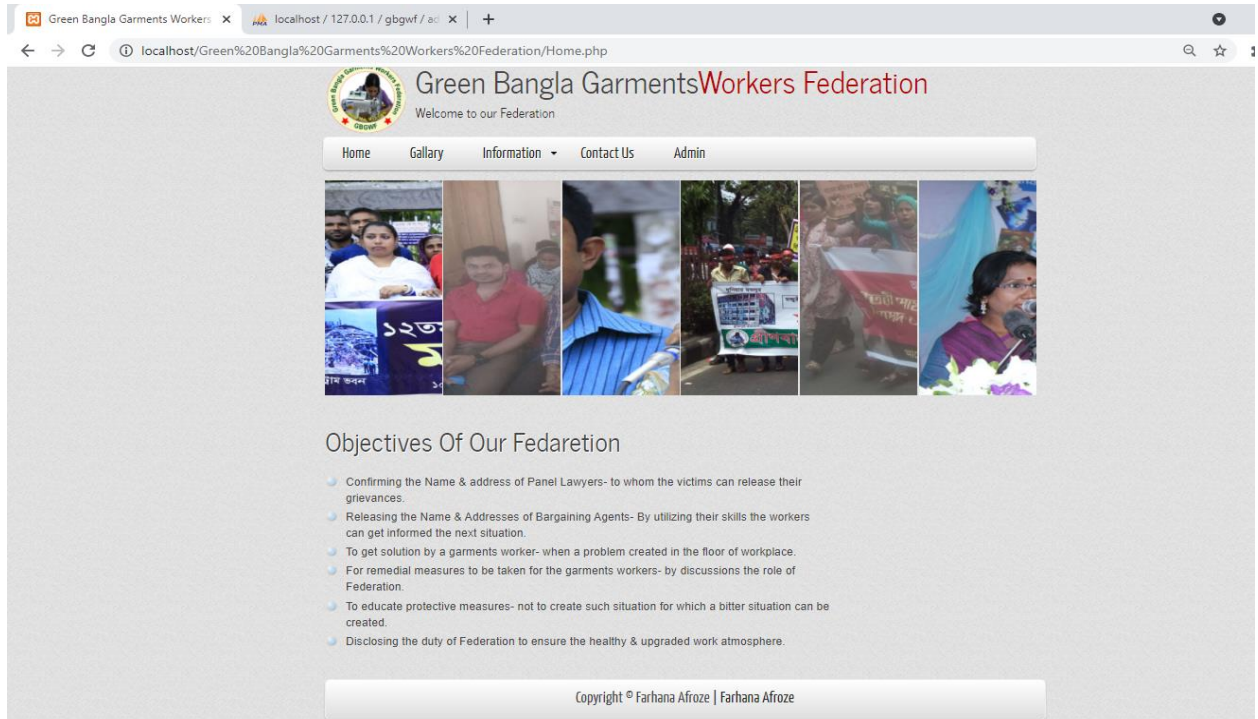 Green Bangla Garments Workers
localhost / 127.0.0.1 / gbgwf / ad
localhost/Green%20Bangla%20Garments%20Workers%20Federation/Home.php
Green Bangla GarmentsWorkers Federation
Welcome to our Federation
GBGWF
Home Gallary Information Contact Us Admin
১২তম
Objectives Of Our Fedaretion
Confirming the Name & address of Panel Lawyers- to whom the victims can release their
grievances.
Releasing the Name & Addresses of Bargaining Agents- By utilizing their skills the workers
can get informed the next situation.
To get solution by a garments worker- when a problem created in the floor of workplace.
For remedial measures to be taken for the garments workers- by discussions the role of
Federation.
To educate protective measures- not to create such situation for which a bitter situation can be
created.
Disclosing the duty of Federation to ensure the healthy & upgraded work atmosphere.
Copyright © Farhana Afroze | Farhana Afroze